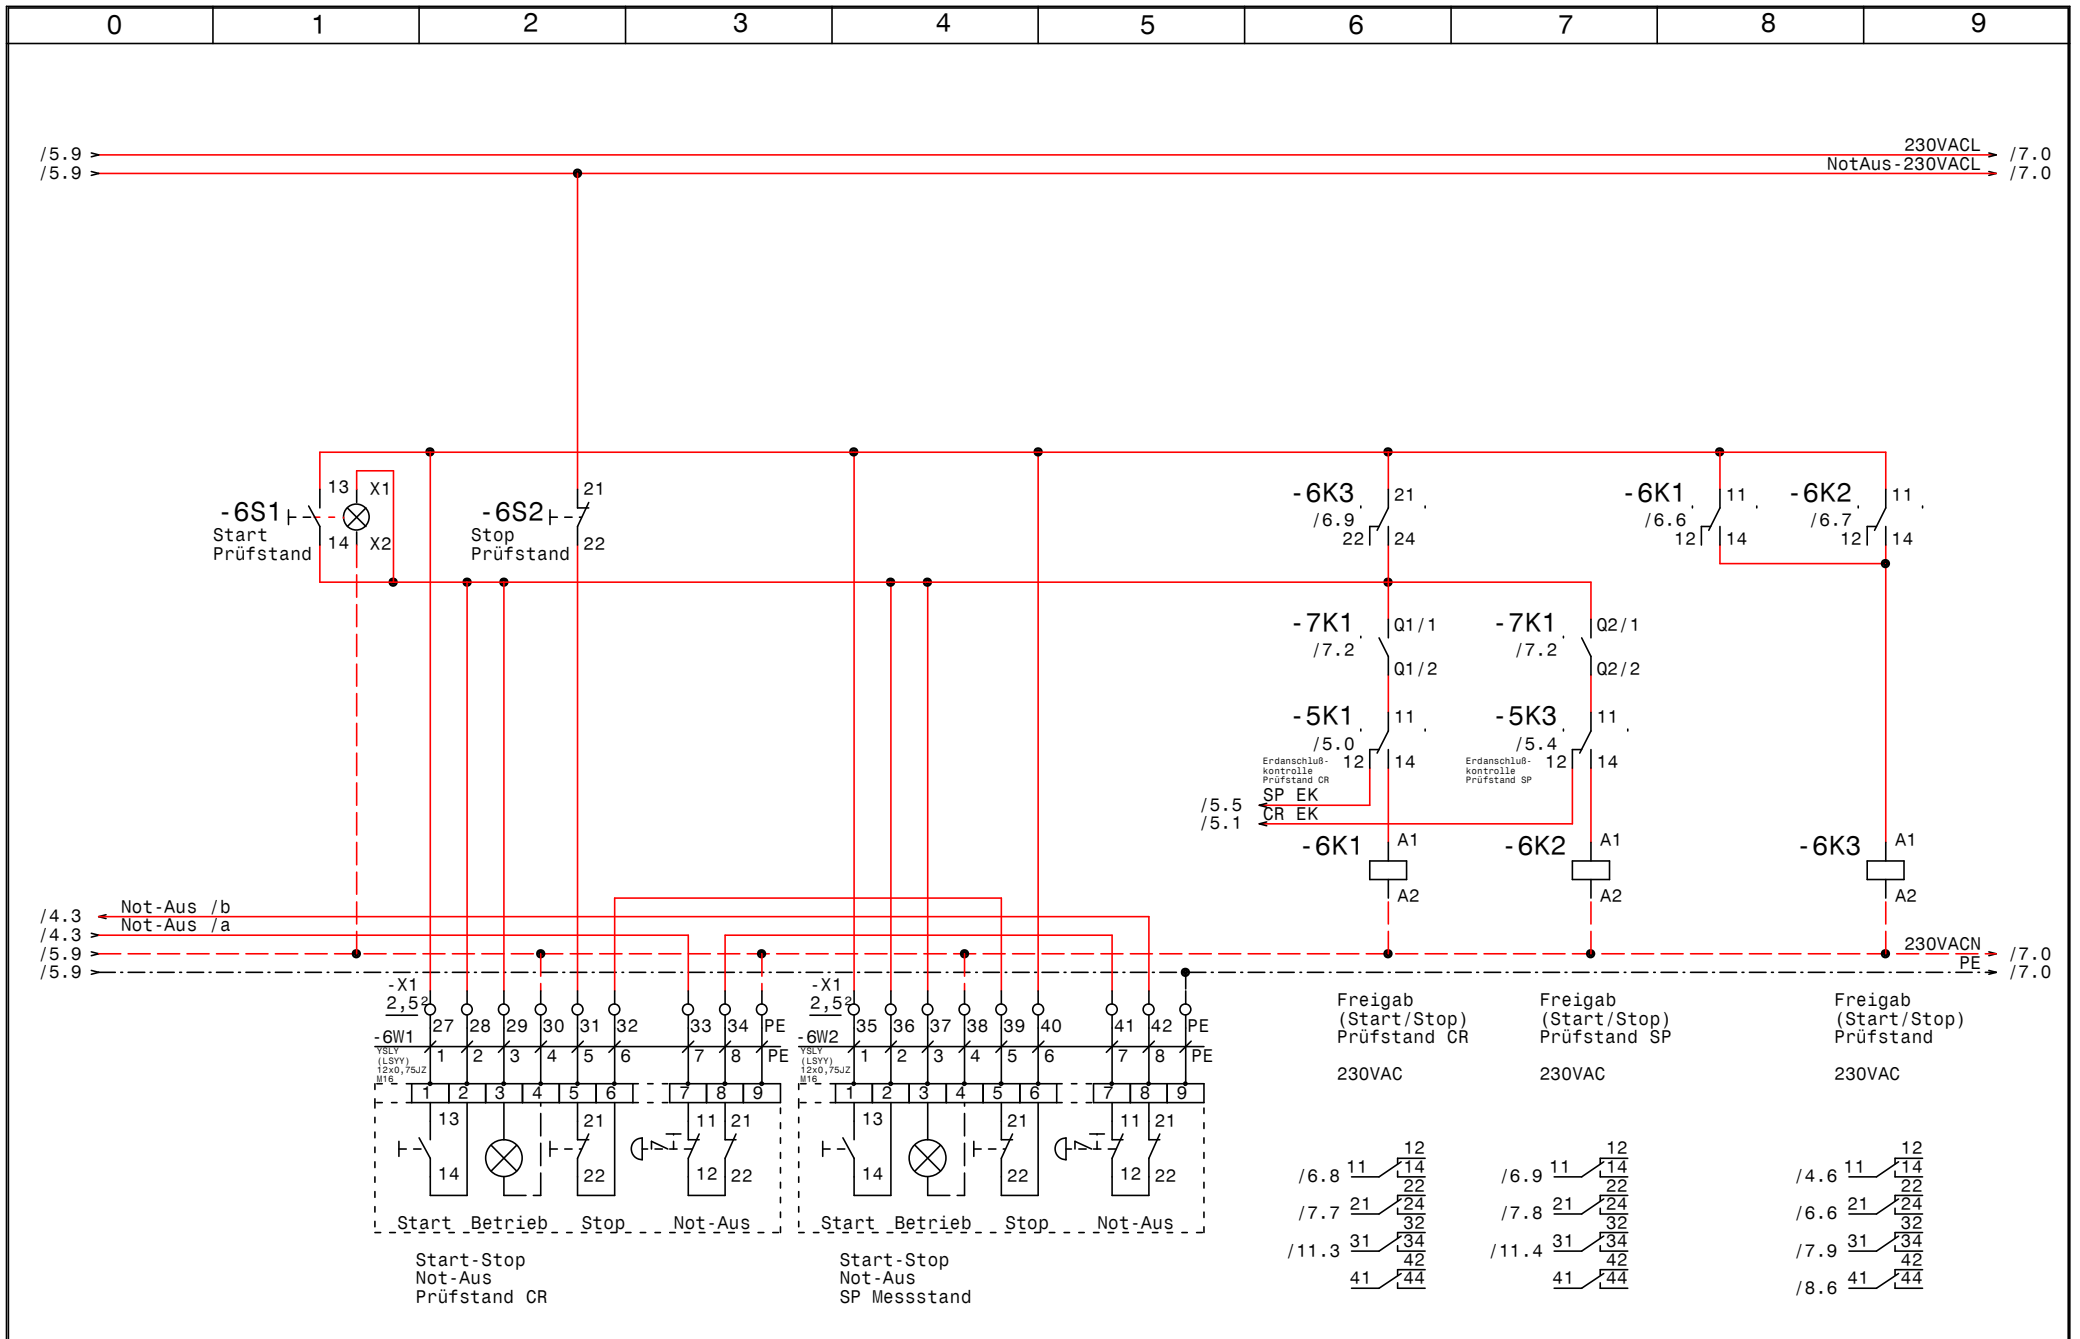 0 1 2 3 4 5 6 7 8 9
/5.9 230VACL /7.0
/5.9 NotAus-230VACL /7.0
-6S1
Start
Prüfstand
13 X1
14 X2
-6S2
Stop
Prüfstand
21
22
-6K3
/6.9
21
22 24
-6K1
/6.6
11
12 14
-6K2
/6.7
11
12 14
-7K1
/7.2
Q1/1
Q1/2
-7K1
/7.2
Q2/1
Q2/2
-5K1
/5.0
11
12 14
Erdanschluß-
kontrolle
Prüfstand CR
-5K3
/5.4
11
12 14
Erdanschluß-
kontrolle
Prüfstand SP
/5.5 SP EK
/5.1 CR EK
-6K1 A1
A2
-6K2 A1
A2
-6K3 A1
A2
/4.3 Not-Aus /b
/4.3 Not-Aus /a
/5.9 230VACN /7.0
/5.9 PE /7.0
-X1
2,5²
27 28 29 30 31 32 33 34 PE
-6W1
YSLY
(LSYY)
12x0,75JZ
M16
1 2 3 4 5 6 7 8 PE
1 2 3 4 5 6 7 8 9
13 21 11 21
14 22 12 22
Start Betrieb Stop Not-Aus
Start-Stop
Not-Aus
Prüfstand CR
-X1
2,5²
35 36 37 38 39 40 41 42 PE
-6W2
YSLY
(LSYY)
12x0,75JZ
M16
1 2 3 4 5 6 7 8 PE
1 2 3 4 5 6 7 8 9
13 21 11 21
14 22 12 22
Start Betrieb Stop Not-Aus
Start-Stop
Not-Aus
SP Messstand
Freigab
(Start/Stop)
Prüfstand CR
230VAC
Freigab
(Start/Stop)
Prüfstand SP
230VAC
Freigab
(Start/Stop)
Prüfstand
230VAC
12
/6.8 11 14
22
/7.7 21 24
32
/11.3 31 34
42
41 44
12
/6.9 11 14
22
/7.8 21 24
32
/11.4 31 34
42
41 44
12
/4.6 11 14
22
/6.6 21 24
32
/7.9 31 34
42
/8.6 41 44